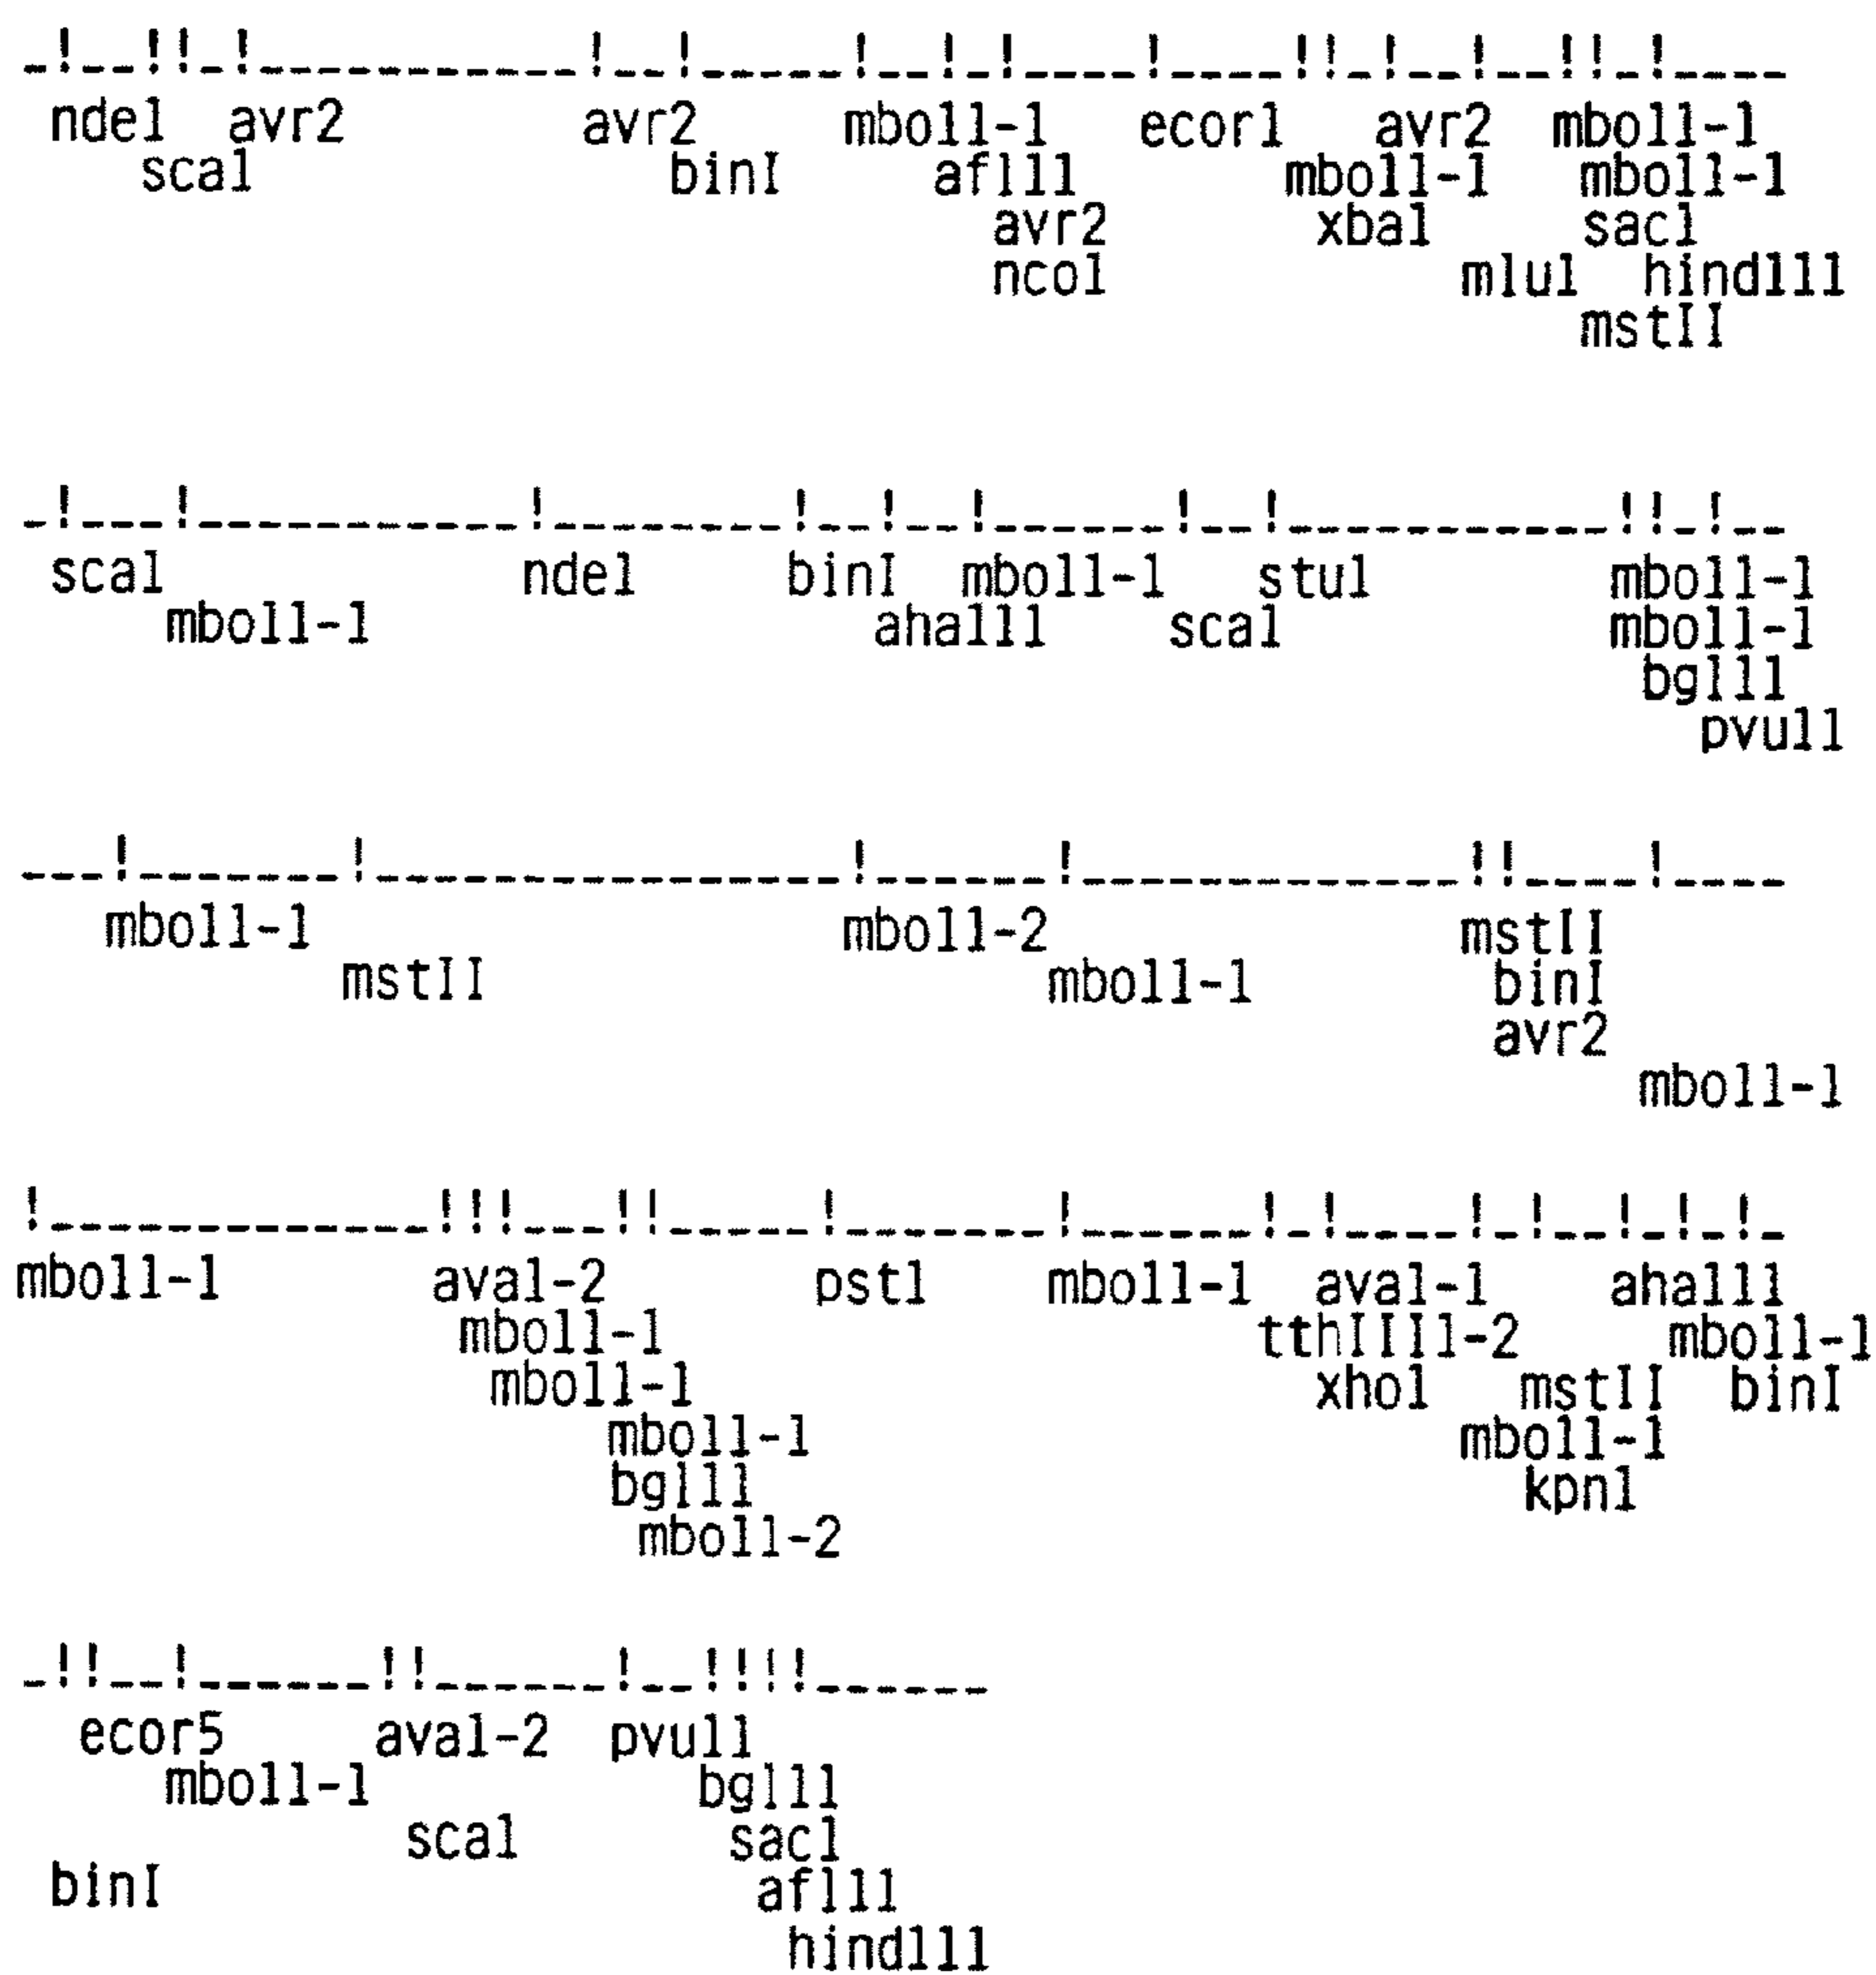 _!__!!_!___________!__!_____!__!_!____!____!!_!__!__!!_!____
ndel avr2 avr2 mboll-1 ecorl avr2 mboll-1
scal binI aflll mboll-1 mboll-1
avr2 xbal sacl
ncol mlul hindlll
mstII
_!___!___________!________!__!__!______!__!___________!!_!__
scal ndel binI mboll-1 stul mboll-1
mboll-1 ahalll scal mboll-1
bglll
pvull
___!_______!________________!______!_____________!!____!____
mboll-1 mboll-2 mstII
mstII mboll-1 binI
avr2
mboll-1
!_____________!!!___!!_____!_______!______!_!____!_!__!_!_!_
mboll-1 aval-2 pstl mboll-1 aval-1 ahalll
mboll-1 tthIIIl-2 mboll-1
mboll-1 xhol mstII binI
mboll-1 mboll-1
bglll kpnl
mboll-2
_!!__!______!!______!__!!!!______
ecor5 aval-2 pvull
mboll-1 bglll
scal sacl
binI aflll
hindlll